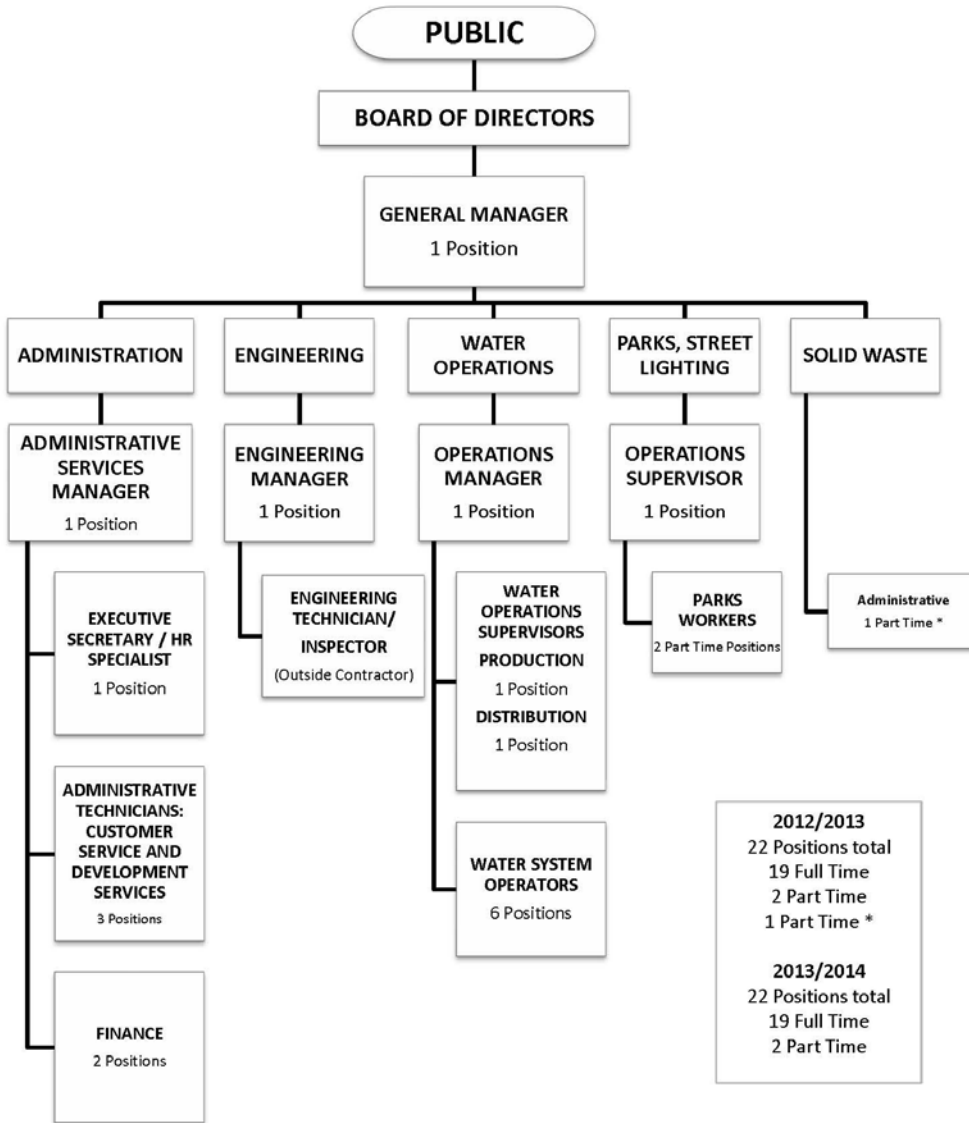 PUBLIC
BOARD OF DIRECTORS
GENERAL MANAGER
1 Position
ADMINISTRATION
ENGINEERING
WATER
OPERATIONS
PARKS, STREET
LIGHTING
SOLID WASTE
ADMINISTRATIVE
SERVICES
MANAGER
1 Position
ENGINEERING
MANAGER
1 Position
OPERATIONS
MANAGER
1 Position
OPERATIONS
SUPERVISOR
1 Position
EXECUTIVE
SECRETARY / HR
SPECIALIST
1 Position
ENGINEERING
TECHNICIAN/
INSPECTOR
(Outside Contractor)
WATER
OPERATIONS
SUPERVISORS
PRODUCTION
1 Position
DISTRIBUTION
1 Position
PARKS
WORKERS
2 Part Time Positions
Administrative
1 Part Time *
ADMINISTRATIVE
TECHNICIANS:
CUSTOMER
SERVICE AND
DEVELOPMENT
SERVICES
3 Positions
WATER SYSTEM
OPERATORS
6 Positions
FINANCE
2 Positions
2012/2013
22 Positions total
19 Full Time
2 Part Time
1 Part Time *
2013/2014
22 Positions total
19 Full Time
2 Part Time